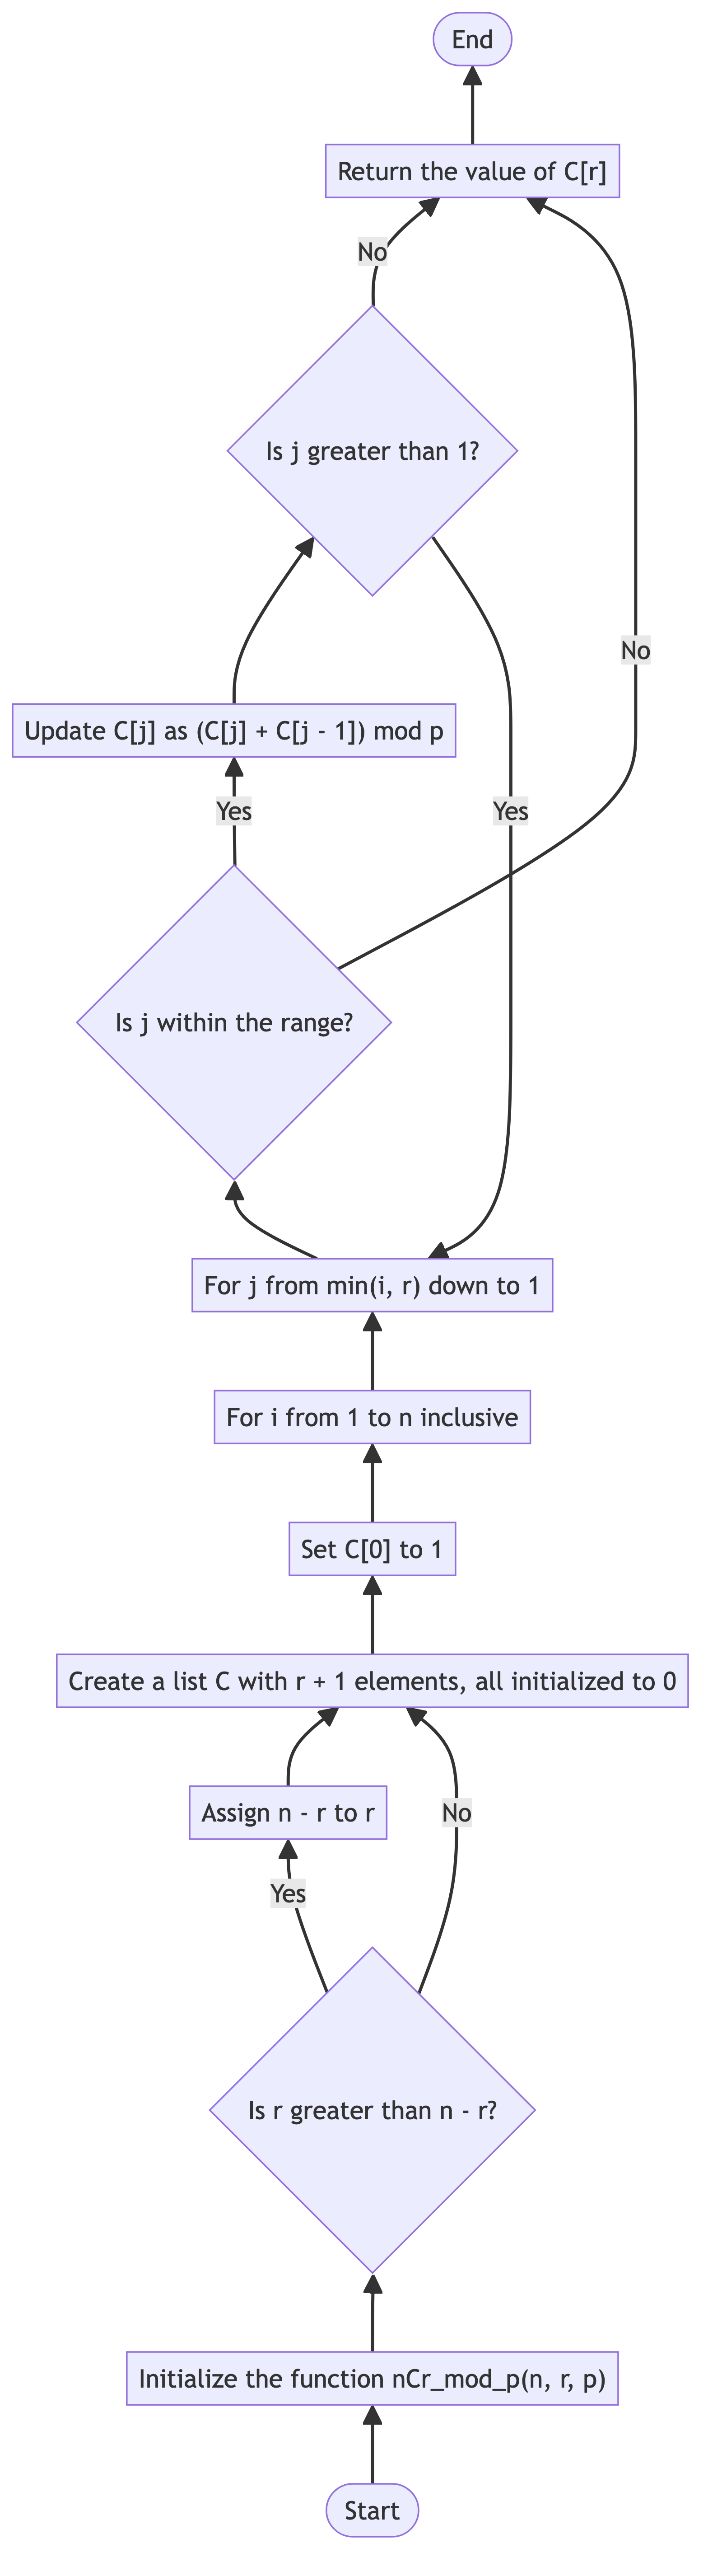 End
Return the value of C[r]
No
Is j greater than 1?
No
Update C[j] as (C[j] + C[j - 1]) mod p
Yes
Yes
Is j within the range?
For j from min(i, r) down to 1
For i from 1 to n inclusive
Set C[0] to 1
Create a list C with r + 1 elements, all initialized to 0
Assign n - r to r
No
Yes
Is r greater than n - r?
Initialize the function nCr_mod_p(n, r, p)
Start